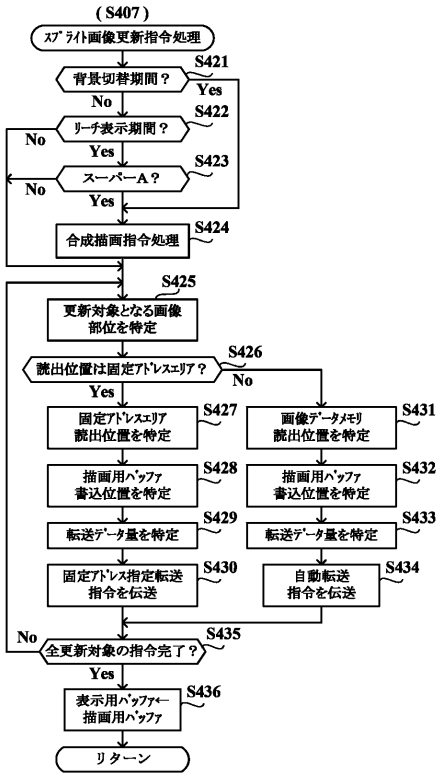 (S407)
ｽﾌﾟﾗｲﾄ画像更新指令処理
S421
背景切替期間？
Yes
No
S422
ﾘｰﾁ表示期間？
No
Yes
S423
スーパーA？
No
Yes
S424
合成描画指令処理
S425
更新対象となる画像
部位を特定
S426
読出位置は固定ｱﾄﾞﾚｽｴﾘｱ？
No
Yes
S427
固定ｱﾄﾞﾚｽｴﾘｱ
読出位置を特定
S431
画像ﾃﾞｰﾀﾒﾓﾘ
読出位置を特定
S428
描画用ﾊﾞｯﾌｧ
書込位置を特定
S432
描画用ﾊﾞｯﾌｧ
書込位置を特定
S429
転送ﾃﾞｰﾀ量を特定
S433
転送ﾃﾞｰﾀ量を特定
S430
固定ｱﾄﾞﾚｽ指定転送
指令を伝送
S434
自動転送
指令を伝送
S435
No
全更新対象の指令完了？
Yes
S436
表示用ﾊﾞｯﾌｧ←
描画用ﾊﾞｯﾌｧ
リターン